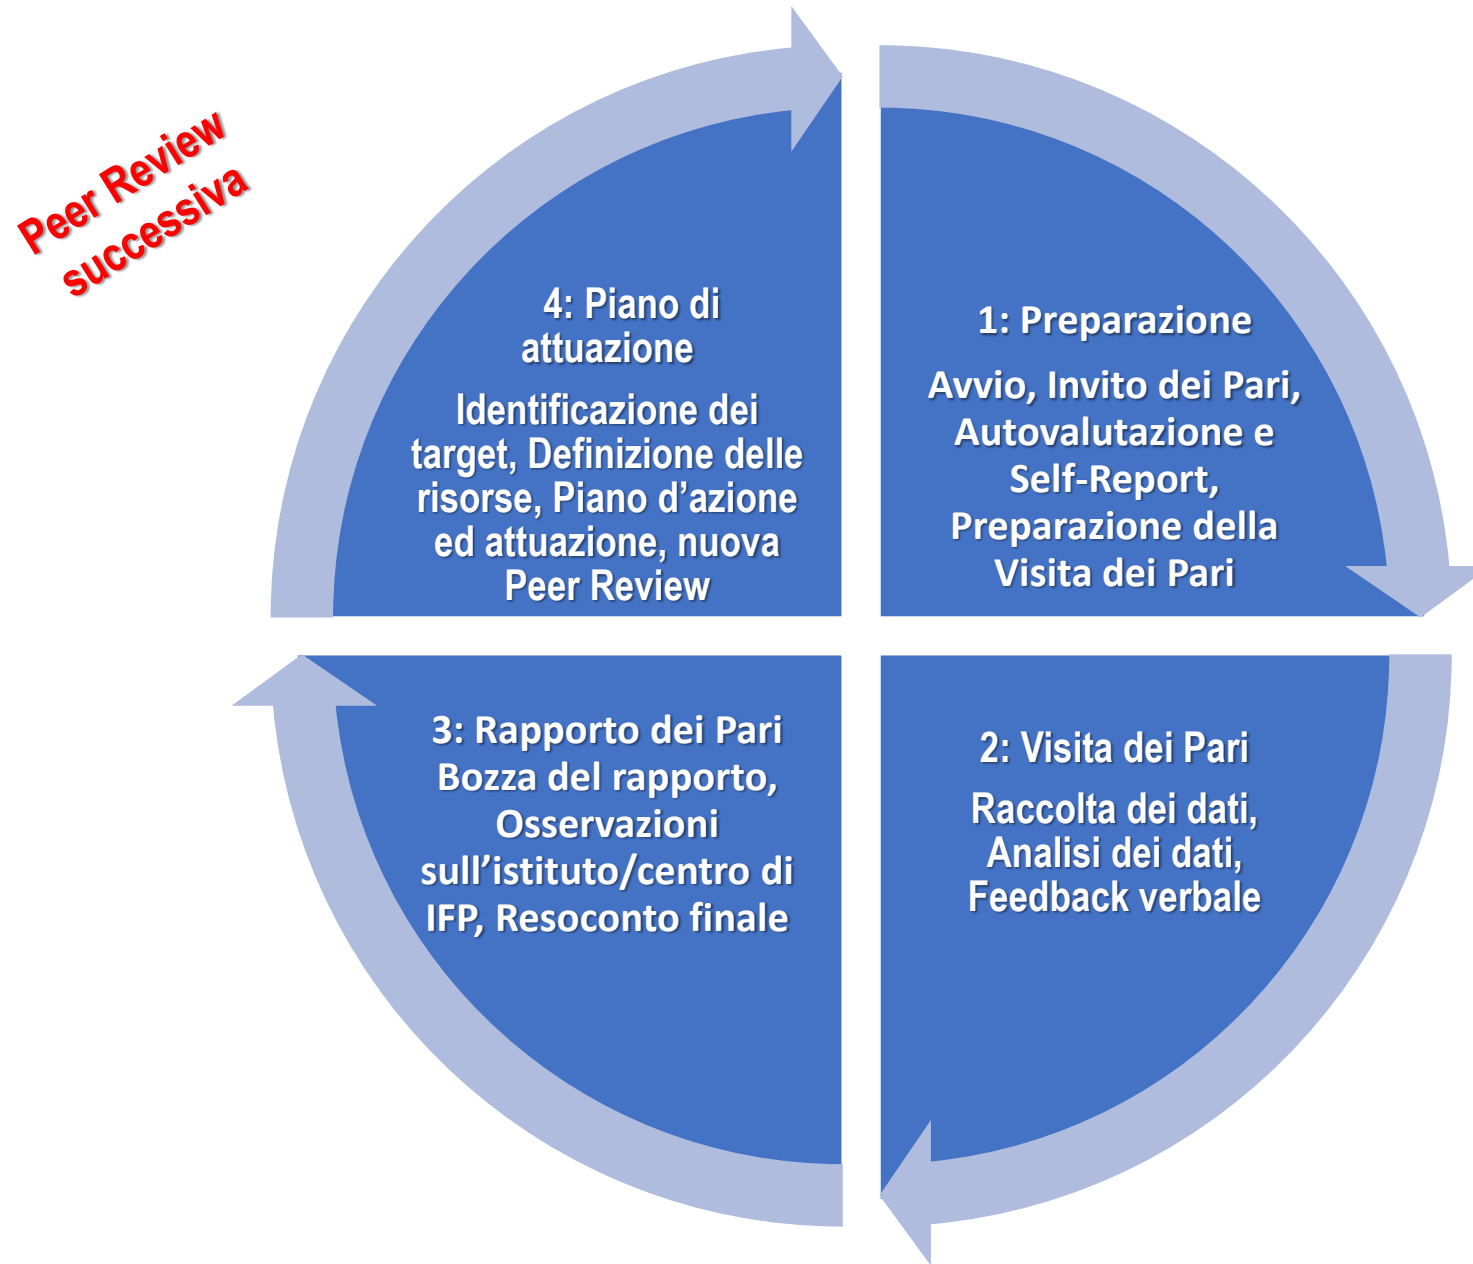 Peer Review
successiva
4: Piano di
attuazione
Identificazione dei
target, Definizione delle
risorse, Piano d’azione
ed attuazione, nuova
Peer Review
1: Preparazione
Avvio, Invito dei Pari,
Autovalutazione e
Self-Report,
Preparazione della
Visita dei Pari
3: Rapporto dei Pari
Bozza del rapporto,
Osservazioni
sull’istituto/centro di
IFP, Resoconto finale
2: Visita dei Pari
Raccolta dei dati,
Analisi dei dati,
Feedback verbale